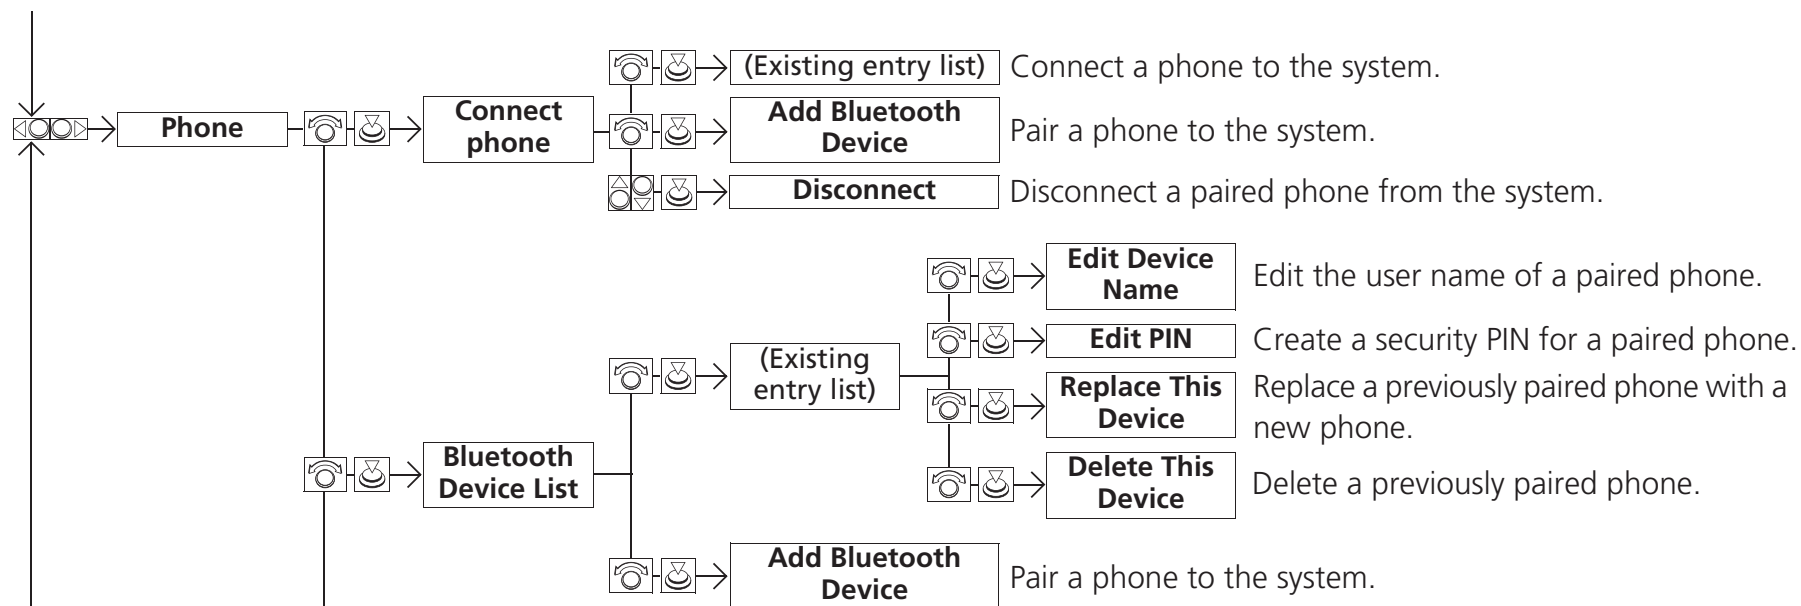 (Existing entry list)
Connect a phone to the system.
Phone
Connect
phone
Add Bluetooth
Device
Pair a phone to the system.
Disconnect
Disconnect a paired phone from the system.
Edit Device
Name
Edit the user name of a paired phone.
Edit PIN
Create a security PIN for a paired phone.
(Existing
entry list)
Replace This
Device
Replace a previously paired phone with a
new phone.
Bluetooth
Device List
Delete This
Device
Delete a previously paired phone.
Add Bluetooth
Device
Pair a phone to the system.